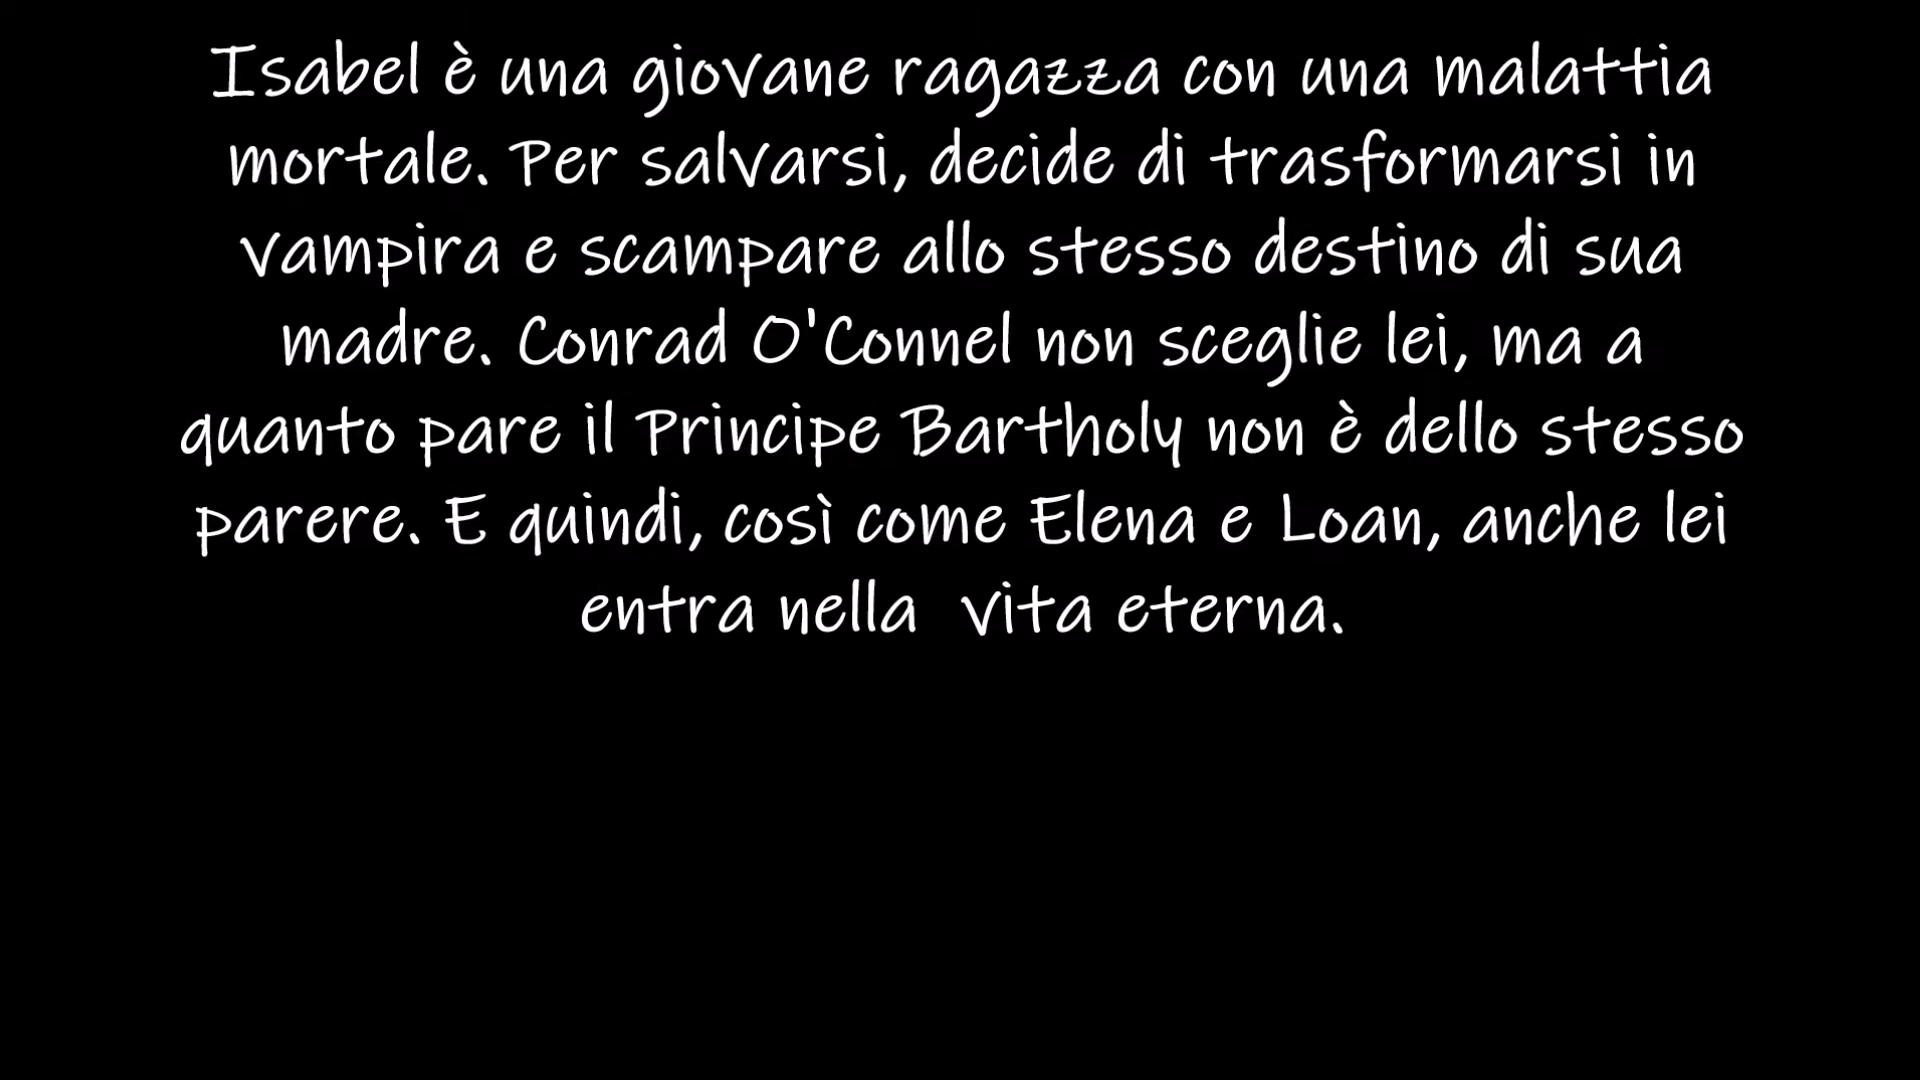 Isabel è una giovane ragazza con una malattia
mortale. Per salvarsi, decide di trasformarsi in
vampira e scampare allo stesso destino di sua
madre. Conrad O'Connel non sceglie lei, ma a
quanto pare il Principe Bartholy non è dello stesso
parere. E quindi, così come Elena e Loan, anche lei
entra nella  vita eterna.